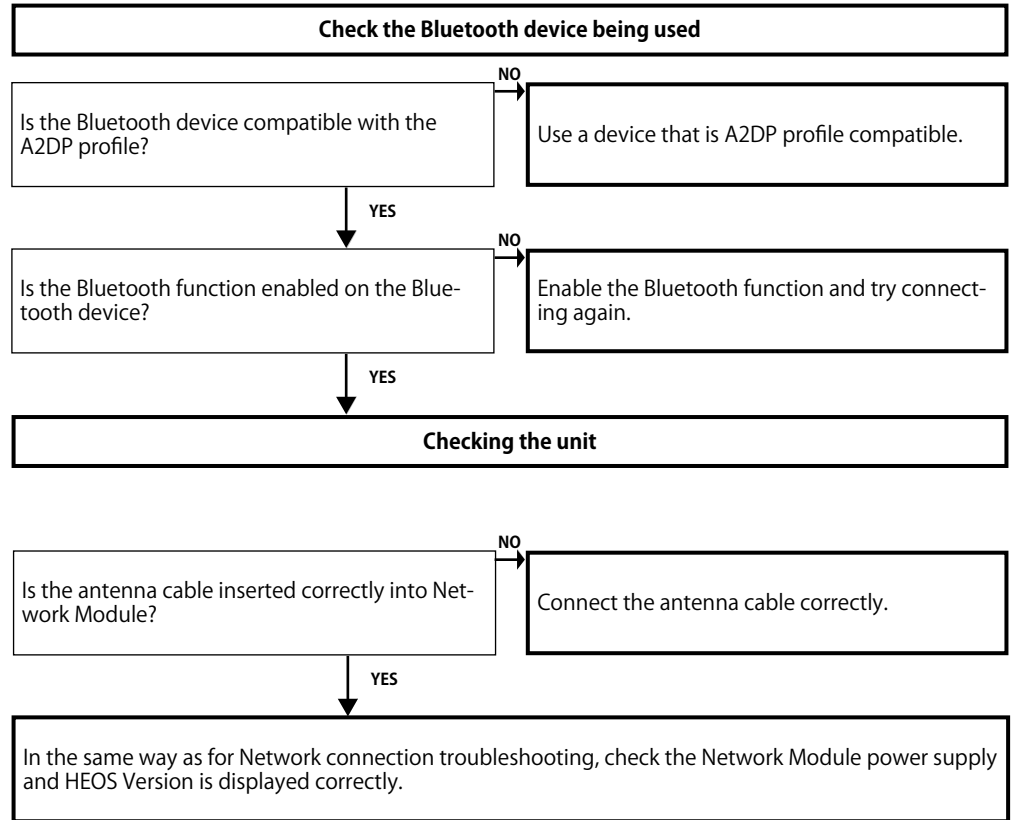 Check the Bluetooth device being used
NO
Is the Bluetooth device compatible with the
A2DP profile?
Use a device that is A2DP profile compatible.
YES
NO
Is the Bluetooth function enabled on the Blue-
tooth device?
Enable the Bluetooth function and try connect-
ing again.
YES
Checking the unit
NO
Is the antenna cable inserted correctly into Net-
work Module?
Connect the antenna cable correctly.
YES
In the same way as for Network connection troubleshooting, check the Network Module power supply
and HEOS Version is displayed correctly.